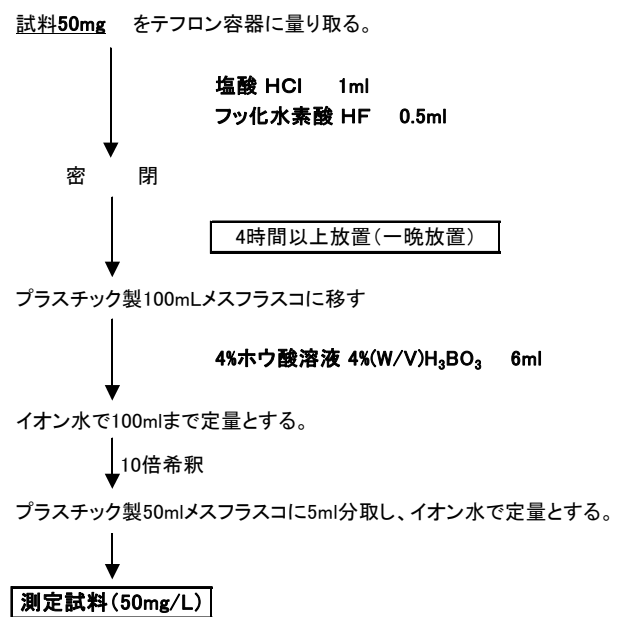 試料50mg をテフロン容器に量り取る。
塩酸 HCl 1ml
フッ化水素酸 HF 0.5ml
密 閉
4時間以上放置(一晩放置)
プラスチック製100mLメスフラスコに移す
4%ホウ酸溶液 4%(W/V)H₃BO₃ 6ml
イオン水で100mlまで定量とする。
10倍希釈
プラスチック製50mlメスフラスコに5ml分取し、イオン水で定量とする。
測定試料(50mg/L)